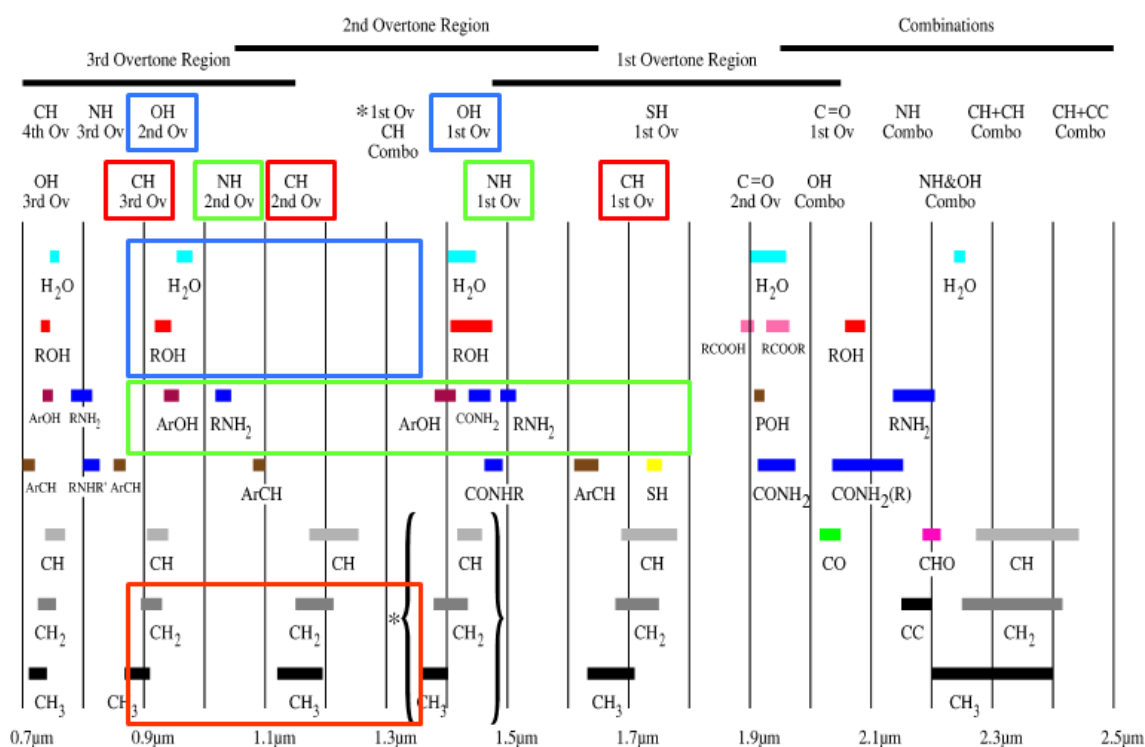 2nd Overtone Region
Combinations
3rd Overtone Region
1st Overtone Region
CH NH OH *1st Ov OH SH C=O NH CH+CH CH+CC
4th Ov 3rd Ov 2nd Ov CH 1st Ov 1st Ov 1st Ov Combo Combo Combo
Combo
OH CH NH CH NH CH C=O OH NH&OH
3rd Ov 3rd Ov 2nd Ov 2nd Ov 1st Ov 1st Ov 2nd Ov Combo Combo
H₂O H₂O H₂O H₂O H₂O
ROH ROH ROH RCOOH RCOOR ROH
ArOH RNH₂ ArOH RNH₂ ArOH CONH₂ RNH₂ POH RNH₂
ArCH RNHR' ArCH ArCH CONHR ArCH SH CONH₂ CONH₂(R)
CH CH CH CH CH CO CHO CH
*
CH₂ CH₂ CH₂ CH₂ CH₂ CC CH₂
CH₃ CH₃ CH₃ CH₃ CH₃ CH₃
0.7µm 0.9µm 1.1µm 1.3µm 1.5µm 1.7µm 1.9µm 2.1µm 2.3µm 2.5µm